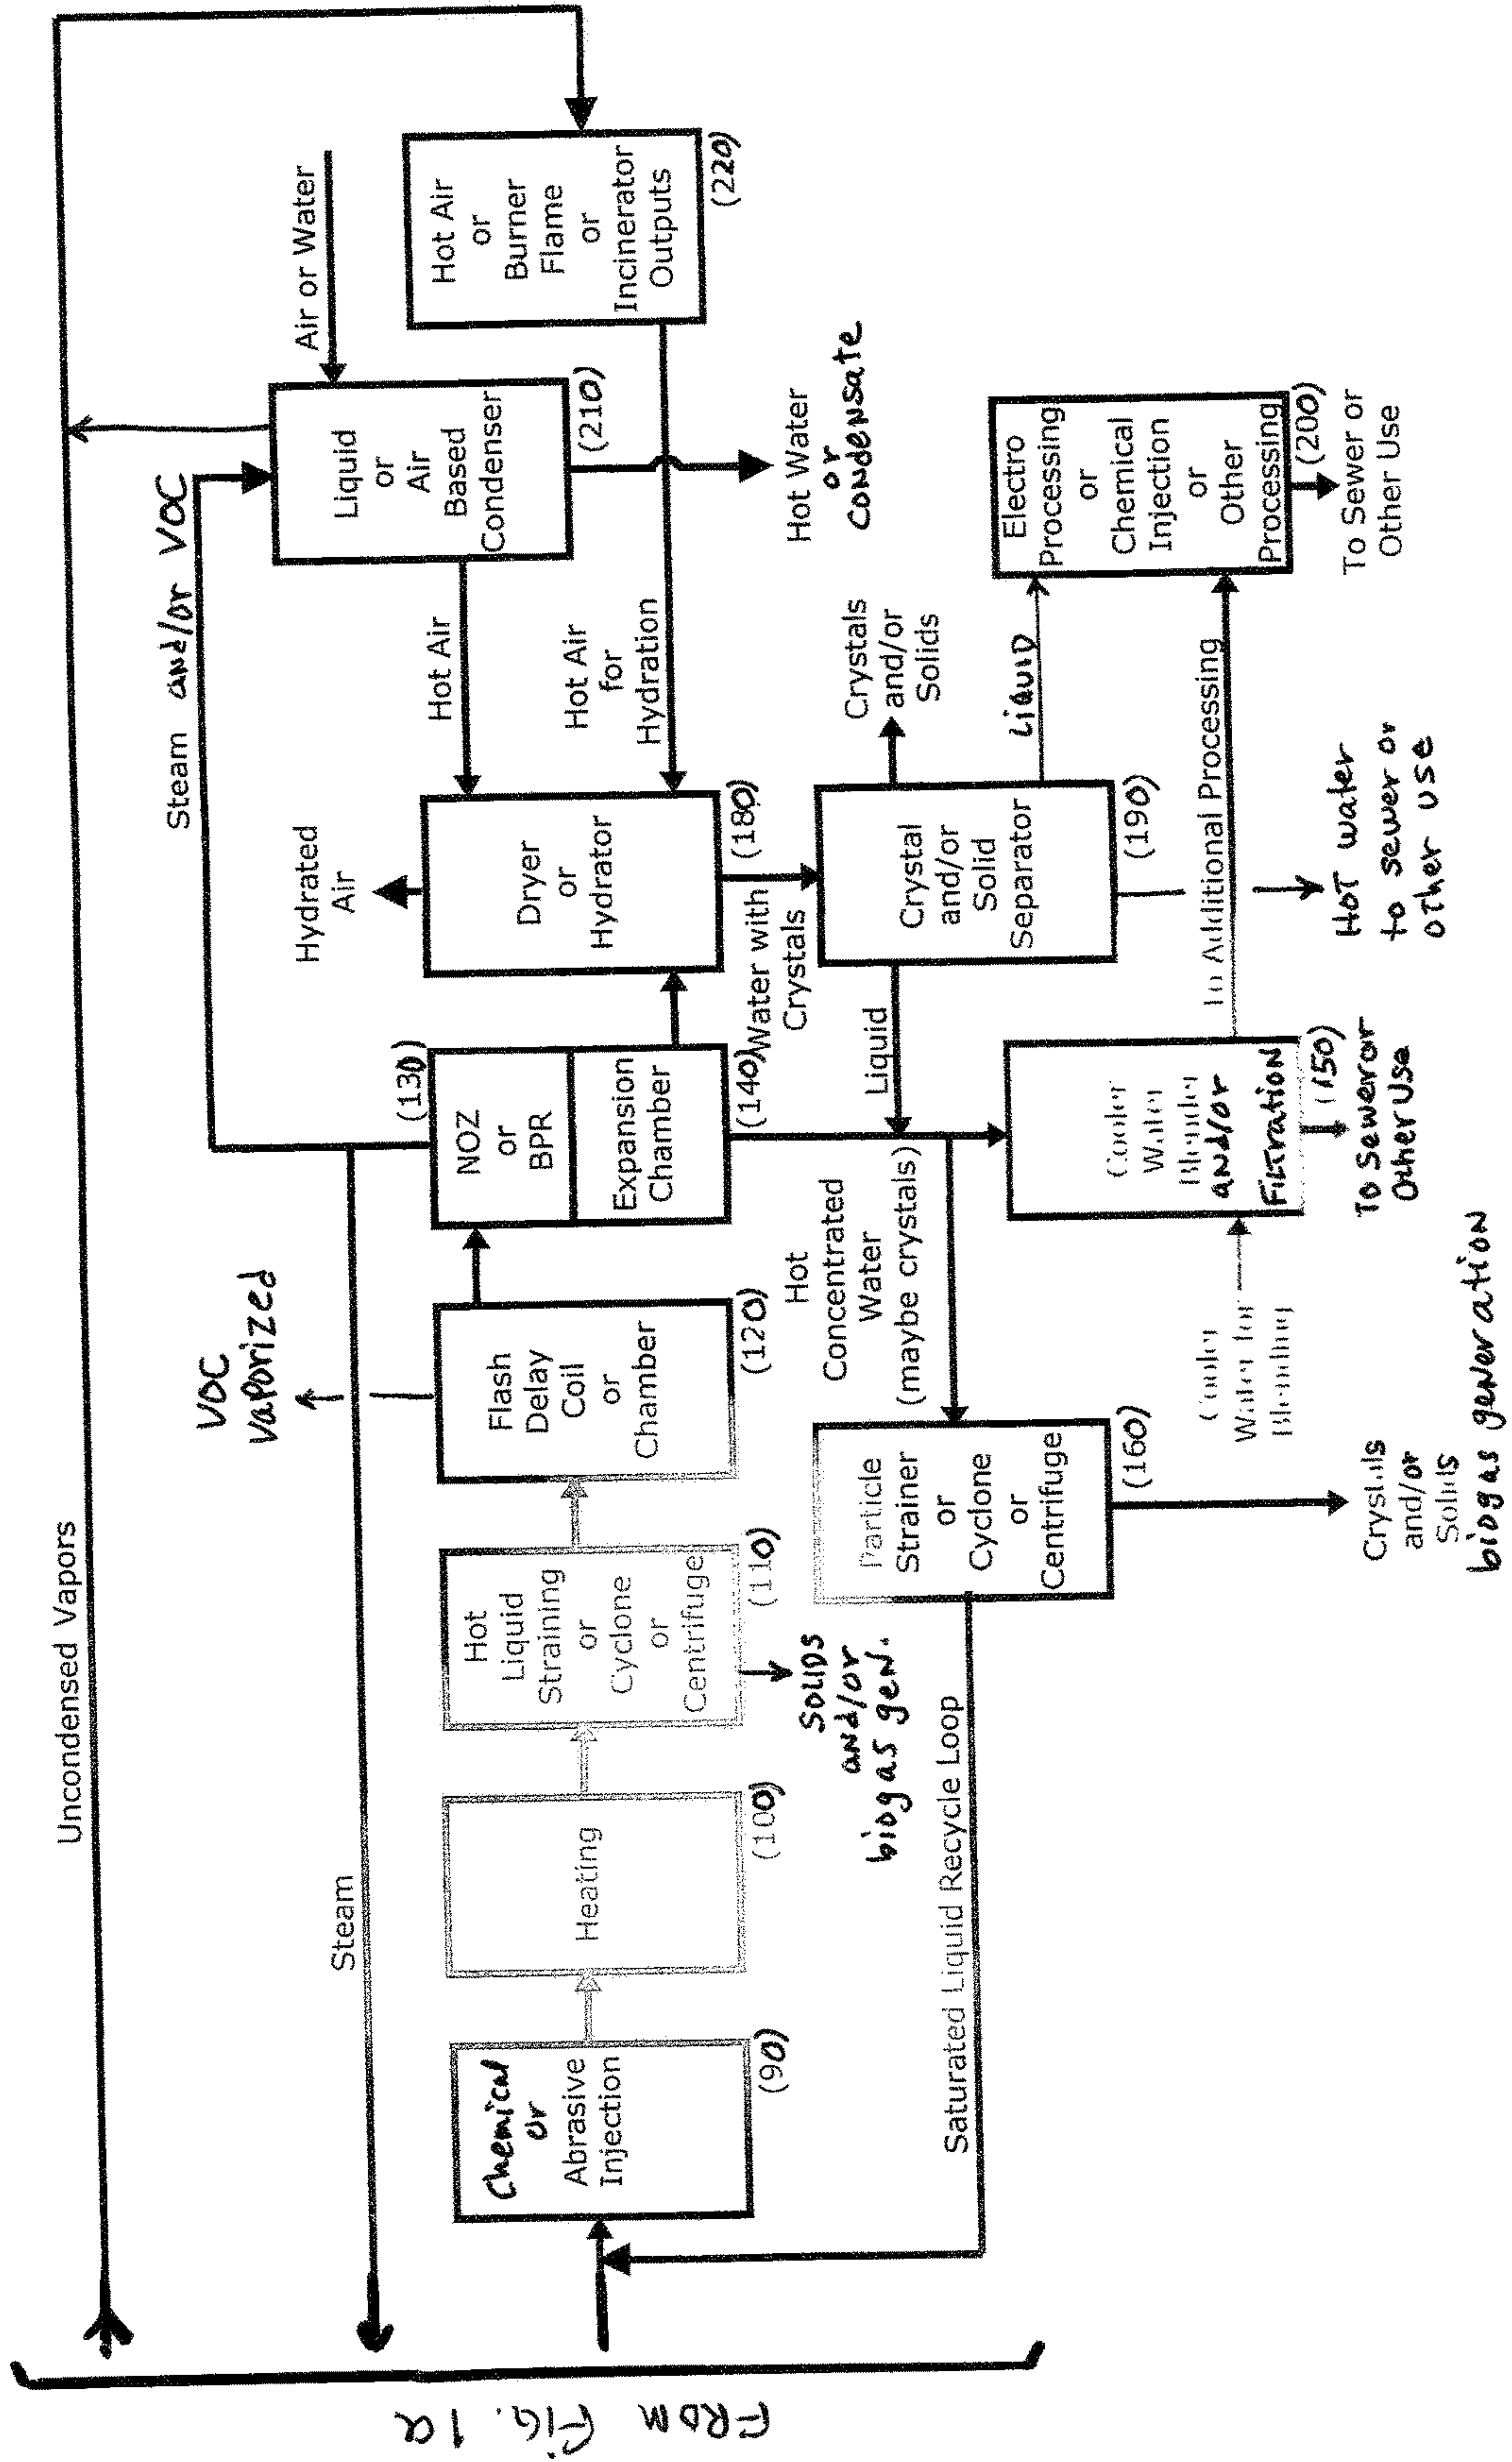 FROM
FIG. 1a
Uncondensed Vapors
Steam
Steam and/or VOC
Air or Water
Chemical
or
Abrasive
Injection
(90)
Heating
(100)
Hot
Liquid
Straining
or
Cyclone
or
Centrifuge
(110)
SOLIDS
and/or
biogas gen.
VOC
Vaporized
Flash
Delay
Coil
or
Chamber
(120)
NOZ
or
BPR
(130)
Expansion
Chamber
(140)
Hydrated
Air
Dryer
or
Hydrator
(180)
Hot Air
Hot Air
for
Hydration
Liquid
or
Air
Based
Condenser
(210)
Hot Water
or
Condensate
Hot Air
or
Burner
Flame
or
Incinerator
Outputs
(220)
Saturated Liquid Recycle Loop
Particle
Strainer
or
Cyclone
or
Centrifuge
(160)
Crystals
and/or
Solids
biogas generation
Hot
Concentrated
Water
(maybe crystals)
Water with
Crystals
Liquid
Crystal
and/or
Solid
Separator
(190)
Crystals
and/or
Solids
LIQUID
HOT water
to sewer or
other use
Cooler
Water for
Blending
Cooler
Water
Blender
and/or
FILTRATION
(150)
To Sewer or
Other Use
To Additional Processing
Electro
Processing
or
Chemical
Injection
or
Other
Processing
(200)
To Sewer or
Other Use